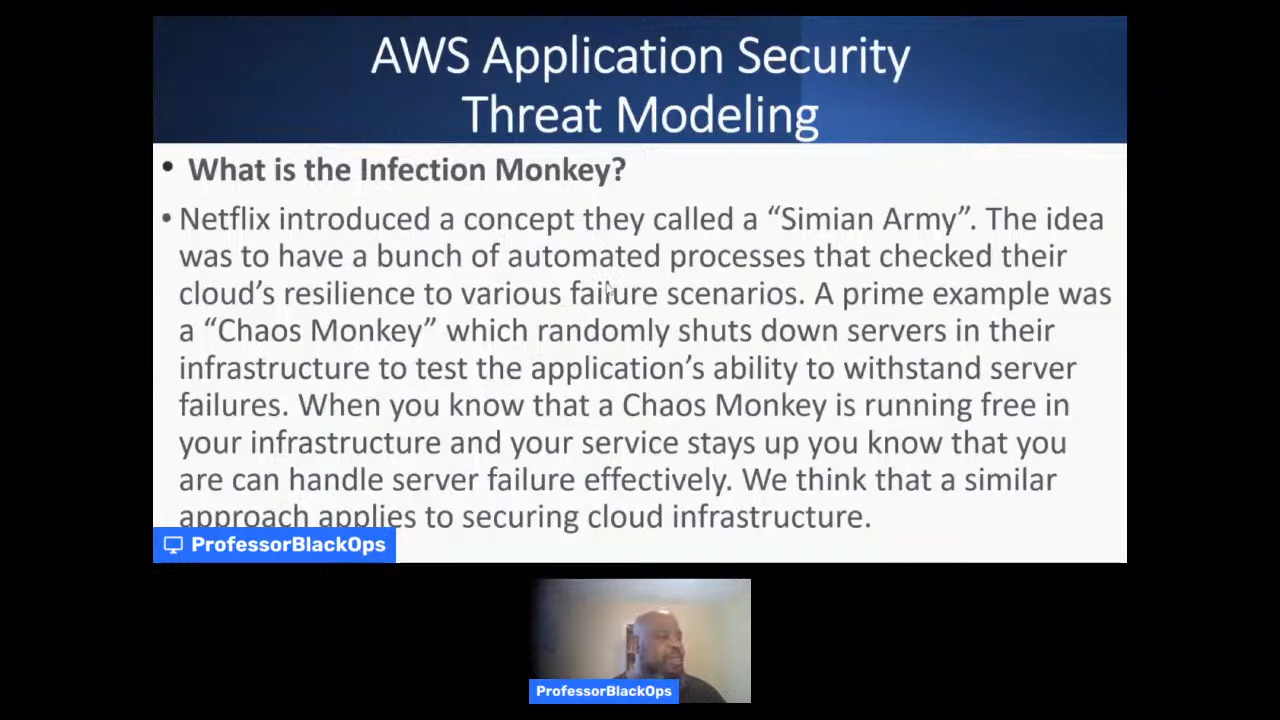 AWS Application Security
Threat Modeling
• What is the Infection Monkey?
• Netflix introduced a concept they called a “Simian Army”. The idea
was to have a bunch of automated processes that checked their
cloud’s resilience to various failure scenarios. A prime example was
a “Chaos Monkey” which randomly shuts down servers in their
infrastructure to test the application’s ability to withstand server
failures. When you know that a Chaos Monkey is running free in
your infrastructure and your service stays up you know that you
are can handle server failure effectively. We think that a similar
approach applies to securing cloud infrastructure.
ProfessorBlackOps
ProfessorBlackOps